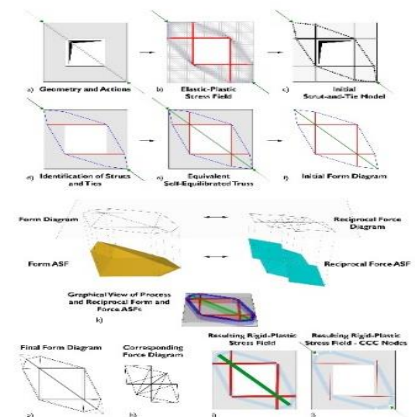 a) Geometry and Actions
b) Elastic-Plastic
Stress Field
c) Initial
Strut-and-Tie Model
d) Identification of Struts
and Ties
e) Equivalent
Self-Equilibrated Truss
f) Initial Form Diagram
Form Diagram
Reciprocal Force
Diagram
Form ASF
Reciprocal Force ASF
Graphical View of Process
and Reciprocal Form and
Force ASFs
k)
Final Form Diagram
Corresponding
Force Diagram
Resulting Rigid-Plastic
Stress Field
Resulting Rigid-Plastic
Stress Field - CCC Nodes
h)